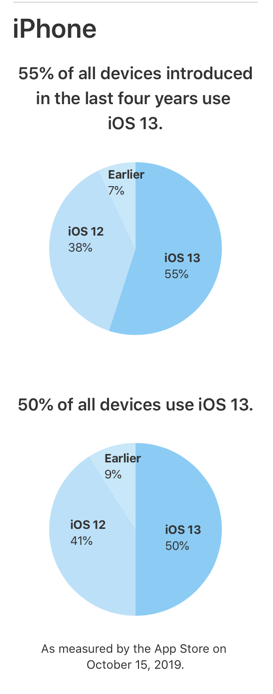 iPhone
55% of all devices introduced
in the last four years use
iOS 13.
Earlier
7%
iOS 12
38%
iOS 13
55%
50% of all devices use iOS 13.
Earlier
9%
iOS 12
41%
iOS 13
50%
As measured by the App Store on
October 15, 2019.